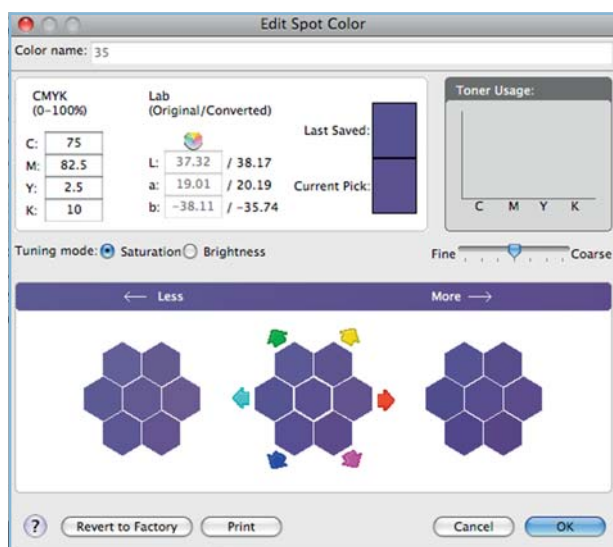 Edit Spot Color
Color name: 35
CMYK
(0-100%)
C: 75
M: 82.5
Y: 2.5
K: 10
Lab
(Original/Converted)
L: 37.32 / 38.17
a: 19.01 / 20.19
b: -38.11 / -35.74
Last Saved:
Current Pick:
Toner Usage:
C M Y K
Tuning mode: Saturation Brightness
Fine Coarse
← Less More →
? Revert to Factory Print Cancel OK